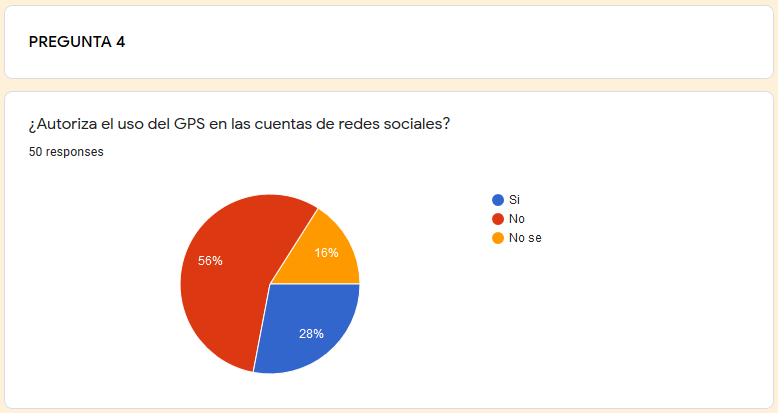 PREGUNTA 4
¿Autoriza el uso del GPS en las cuentas de redes sociales?
50 responses
Si
No
No se
56%
16%
28%